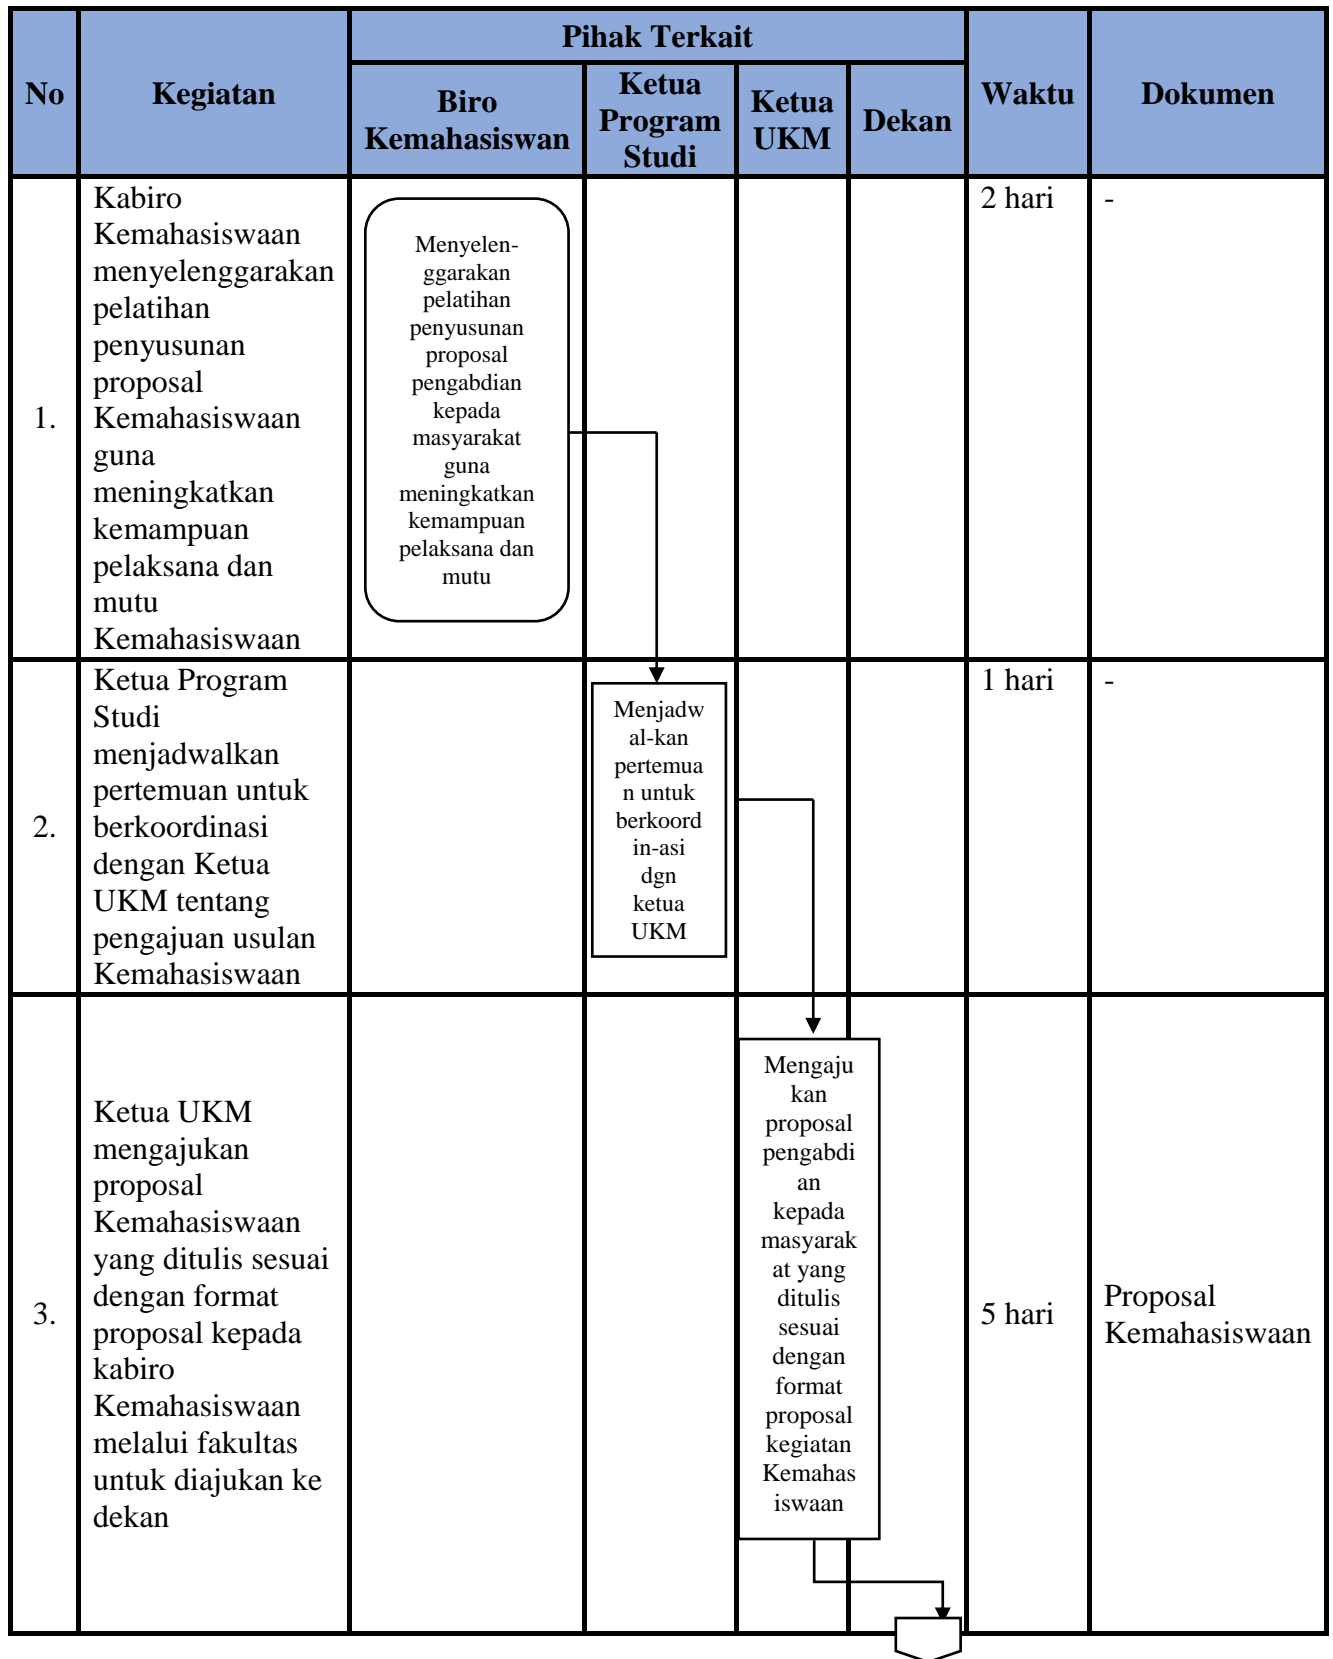 No
Kegiatan
Pihak Terkait
Waktu
Dokumen
Biro
Kemahasiswan
Ketua
Program
Studi
Ketua
UKM
Dekan
1.
Kabiro
Kemahasiswaan
menyelenggarakan
pelatihan
penyusunan
proposal
Kemahasiswaan
guna
meningkatkan
kemampuan
pelaksana dan
mutu
Kemahasiswaan
Menyelen-
ggarakan
pelatihan
penyusunan
proposal
pengabdian
kepada
masyarakat
guna
meningkatkan
kemampuan
pelaksana dan
mutu
2 hari
-
2.
Ketua Program
Studi
menjadwalkan
pertemuan untuk
berkoordinasi
dengan Ketua
UKM tentang
pengajuan usulan
Kemahasiswaan
Menjadw
al-kan
pertemua
n untuk
berkoord
in-asi
dgn
ketua
UKM
1 hari
-
3.
Ketua UKM
mengajukan
proposal
Kemahasiswaan
yang ditulis sesuai
dengan format
proposal kepada
kabiro
Kemahasiswaan
melalui fakultas
untuk diajukan ke
dekan
Mengaju
kan
proposal
pengabdi
an
kepada
masyarak
at yang
ditulis
sesuai
dengan
format
proposal
kegiatan
Kemahas
iswaan
5 hari
Proposal
Kemahasiswaan